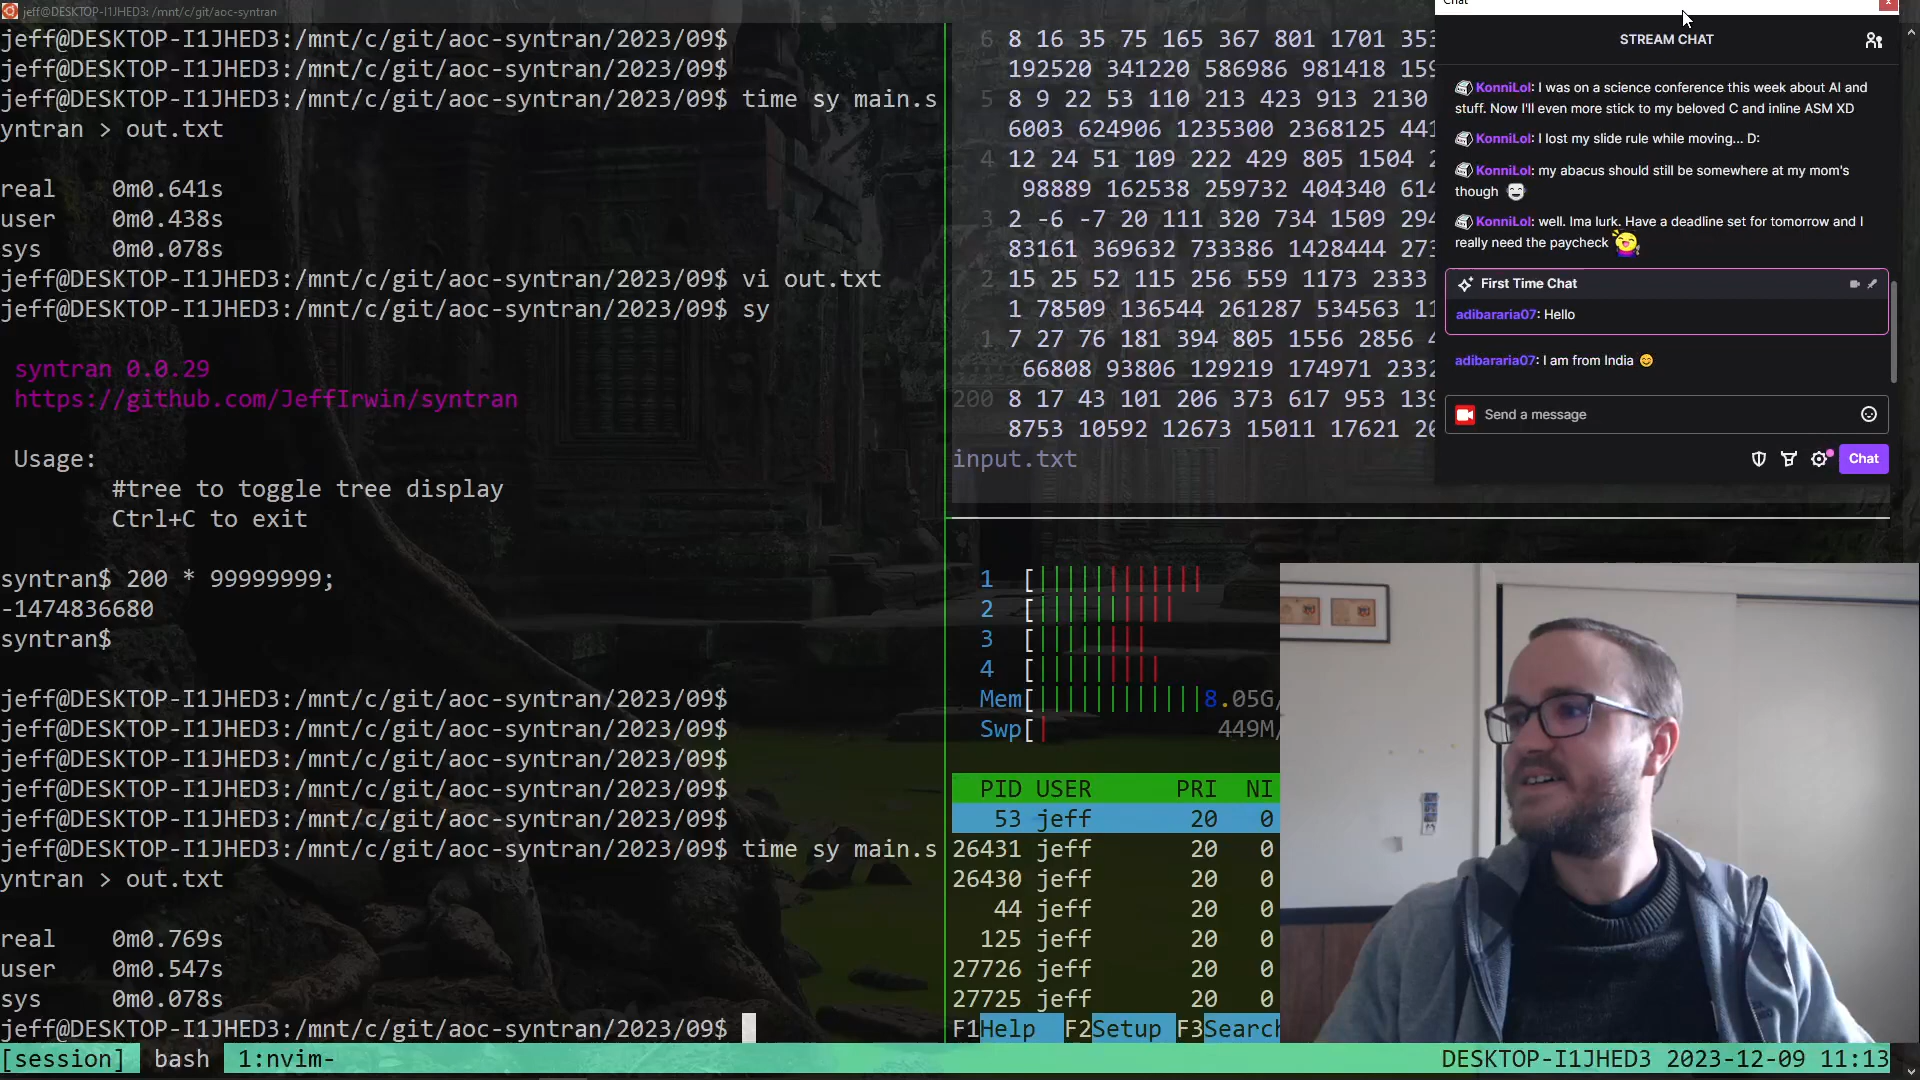 jeff@DESKTOP-I1JHED3: /mnt/c/git/aoc-syntran
jeff@DESKTOP-I1JHED3:/mnt/c/git/aoc-syntran/2023/09$
jeff@DESKTOP-I1JHED3:/mnt/c/git/aoc-syntran/2023/09$
jeff@DESKTOP-I1JHED3:/mnt/c/git/aoc-syntran/2023/09$ time sy main.s
yntran > out.txt
real 0m0.641s
user 0m0.438s
sys 0m0.078s
jeff@DESKTOP-I1JHED3:/mnt/c/git/aoc-syntran/2023/09$ vi out.txt
jeff@DESKTOP-I1JHED3:/mnt/c/git/aoc-syntran/2023/09$ sy
syntran 0.0.29
https://github.com/JeffIrwin/syntran
Usage:
#tree to toggle tree display
Ctrl+C to exit
syntran$ 200 * 99999999;
-1474836680
syntran$
jeff@DESKTOP-I1JHED3:/mnt/c/git/aoc-syntran/2023/09$
jeff@DESKTOP-I1JHED3:/mnt/c/git/aoc-syntran/2023/09$
jeff@DESKTOP-I1JHED3:/mnt/c/git/aoc-syntran/2023/09$
jeff@DESKTOP-I1JHED3:/mnt/c/git/aoc-syntran/2023/09$
jeff@DESKTOP-I1JHED3:/mnt/c/git/aoc-syntran/2023/09$
jeff@DESKTOP-I1JHED3:/mnt/c/git/aoc-syntran/2023/09$ time sy main.s
yntran > out.txt
real 0m0.769s
user 0m0.547s
sys 0m0.078s
jeff@DESKTOP-I1JHED3:/mnt/c/git/aoc-syntran/2023/09$
6 8 16 35 75 165 367 801 1701 353
192520 341220 586986 981418 159
5 8 9 22 53 110 213 423 913 2130
6003 624906 1235300 2368125 441
4 12 24 51 109 222 429 805 1504 2
98889 162538 259732 404340 614
3 2 -6 -7 20 111 320 734 1509 294
83161 369632 733386 1428444 273
2 15 25 52 115 256 559 1173 2333
1 78509 136544 261287 534563 11
1 7 27 76 181 394 805 1556 2856 4
66808 93806 129219 174971 2332
200 8 17 43 101 206 373 617 953 139
8753 10592 12673 15011 17621 20
input.txt
1 [
2 [
3 [
4 [
Mem[ 8.05G/
Swp[ 449M/
PID USER PRI NI
53 jeff 20 0
26431 jeff 20 0
26430 jeff 20 0
44 jeff 20 0
125 jeff 20 0
27726 jeff 20 0
27725 jeff 20 0
F1Help F2Setup F3Search
Chat
STREAM CHAT
KonniLol: I was on a science conference this week about AI and
stuff. Now I'll even more stick to my beloved C and inline ASM XD
KonniLol: I lost my slide rule while moving... D:
KonniLol: my abacus should still be somewhere at my mom's
though
KonniLol: well. Ima lurk. Have a deadline set for tomorrow and I
really need the paycheck
First Time Chat
adibararia07: Hello
adibararia07: I am from India 😊
Send a message
Chat
[session] bash 1:nvim- DESKTOP-I1JHED3 2023-12-09 11:13